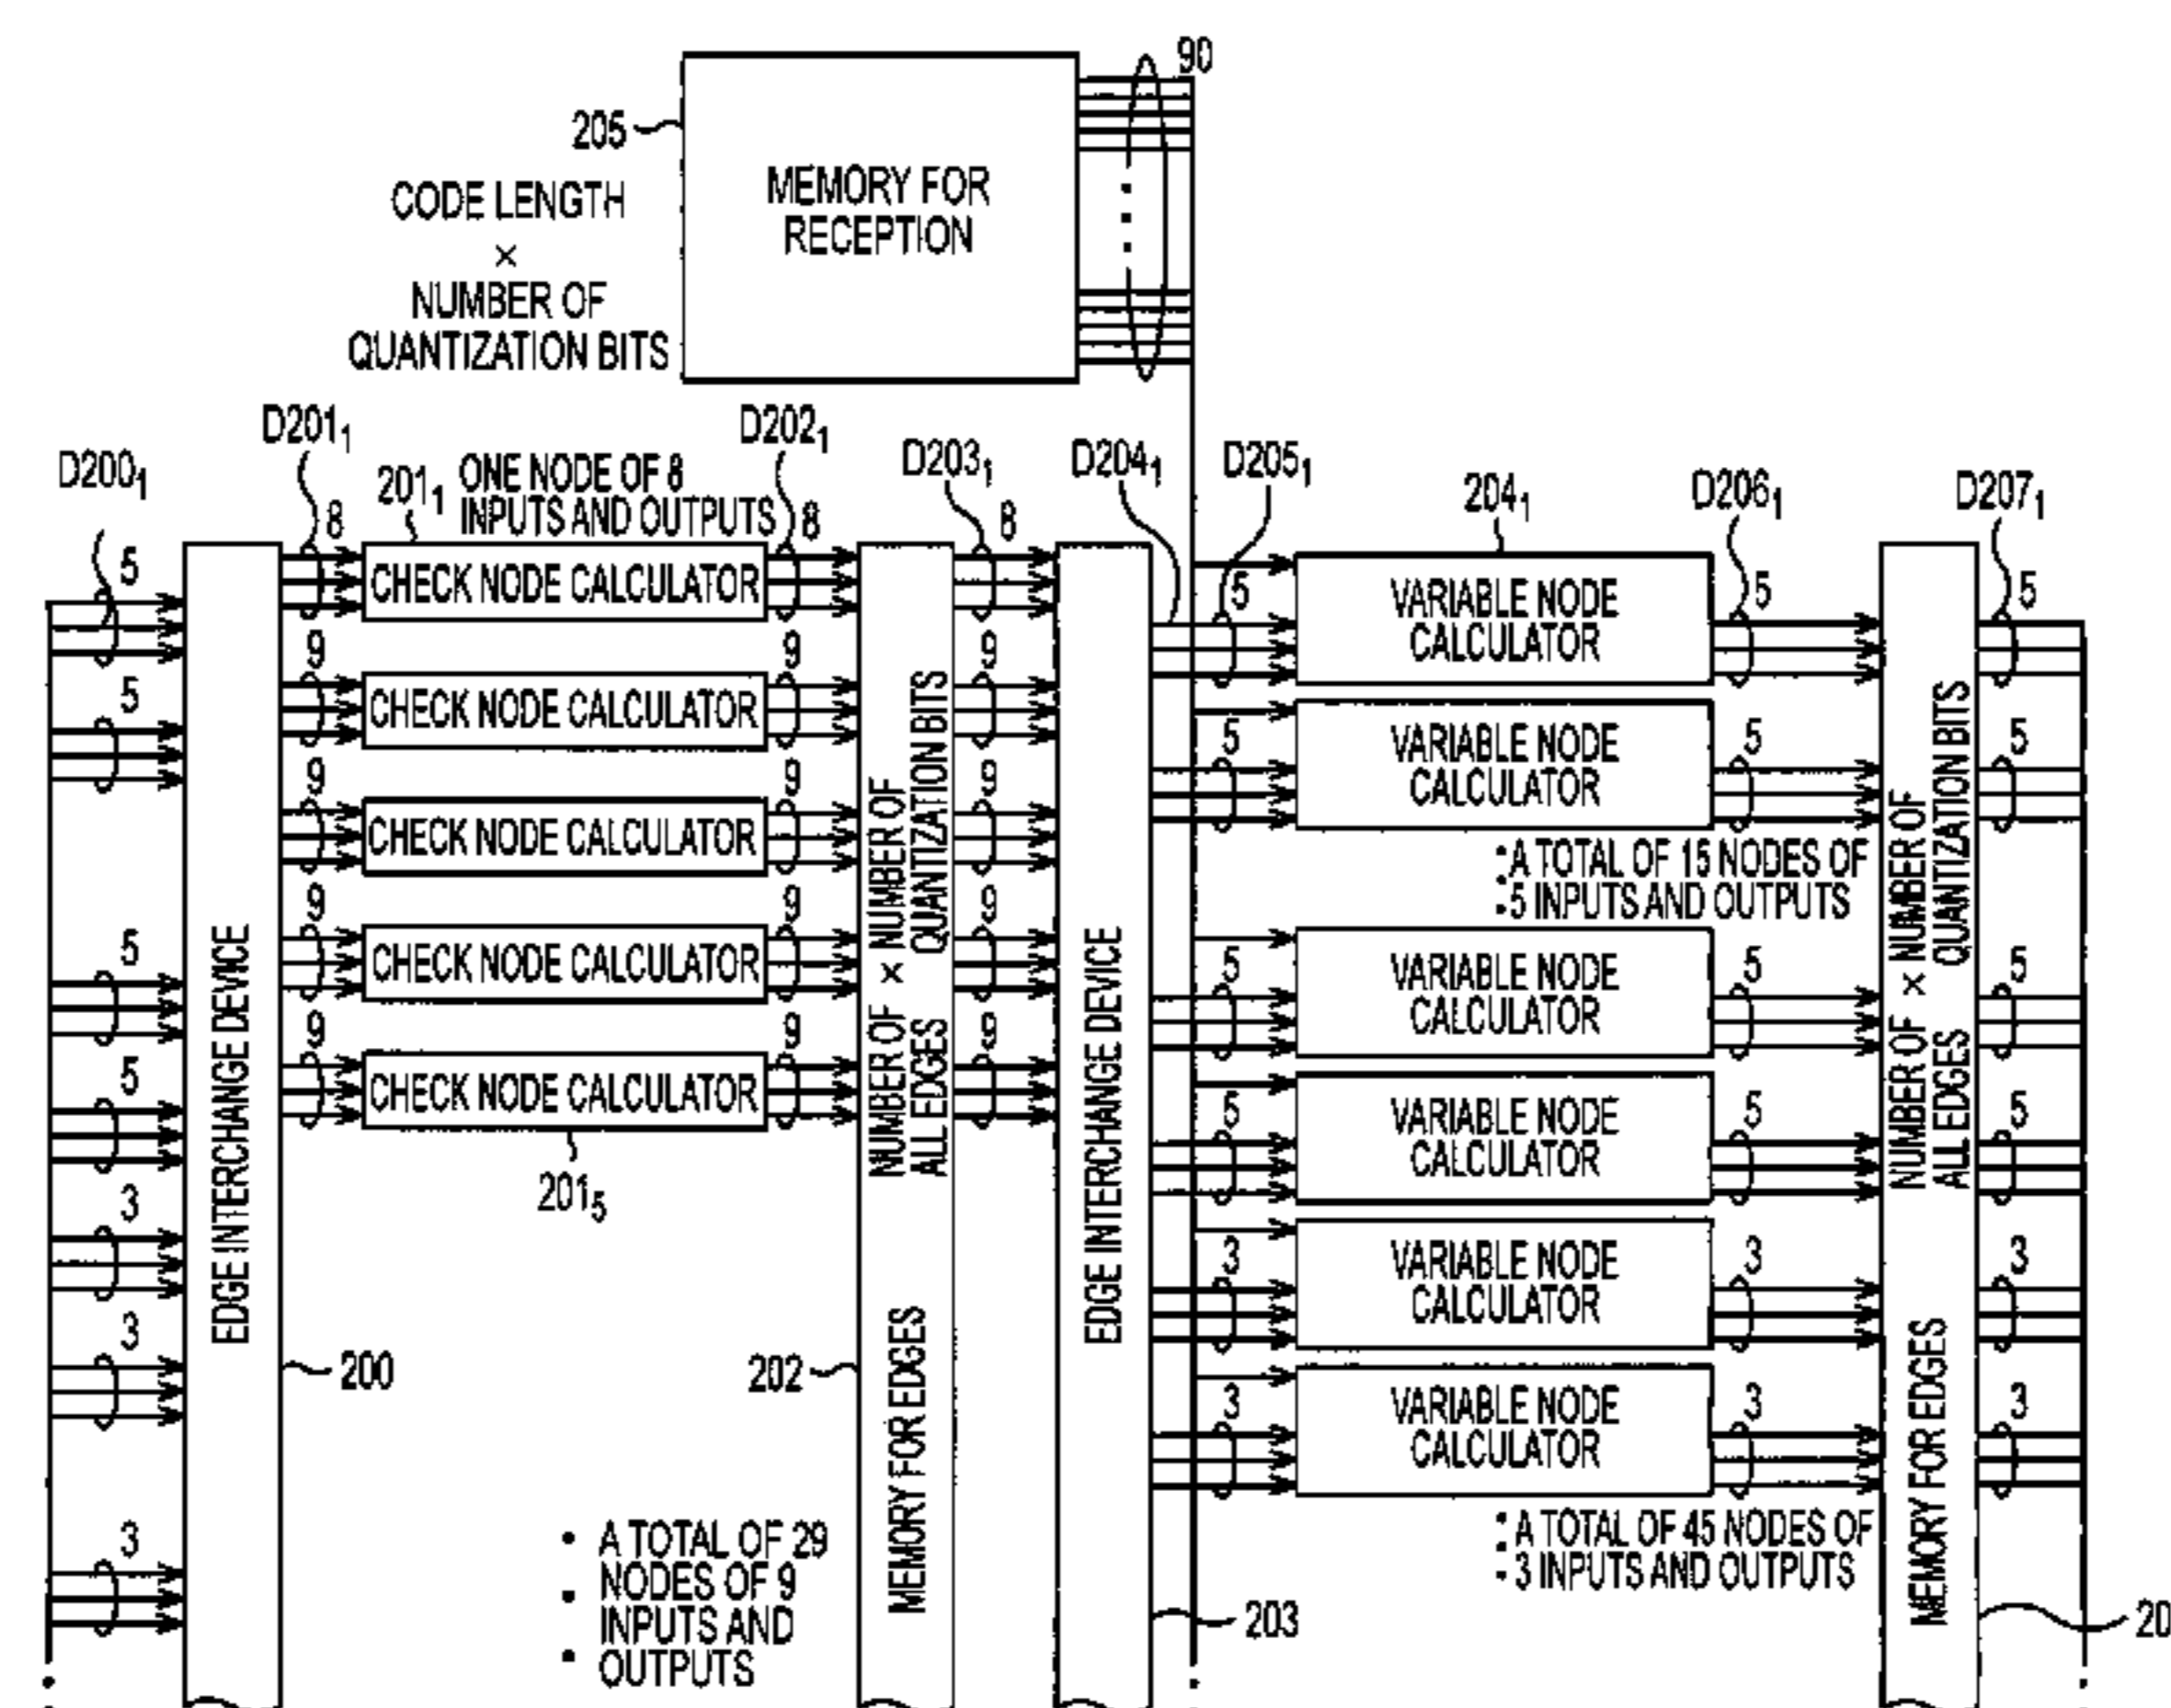 90
205
MEMORY FOR
RECEPTION
CODE LENGTH
×
NUMBER OF
QUANTIZATION BITS
D200₁
D201₁
201₁
ONE NODE OF 8
INPUTS AND OUTPUTS
D202₁
D203₁
D204₁
D205₁
204₁
D206₁
D207₁
5
8
CHECK NODE CALCULATOR
8
8
5
VARIABLE NODE
CALCULATOR
5
5
5
9
CHECK NODE CALCULATOR
9
9
5
VARIABLE NODE
CALCULATOR
5
5
9
CHECK NODE CALCULATOR
9
9
A TOTAL OF 15 NODES OF
5 INPUTS AND OUTPUTS
5
9
CHECK NODE CALCULATOR
9
9
5
VARIABLE NODE
CALCULATOR
5
5
5
9
CHECK NODE CALCULATOR
9
9
5
VARIABLE NODE
CALCULATOR
5
5
201₅
3
3
VARIABLE NODE
CALCULATOR
3
3
3
3
VARIABLE NODE
CALCULATOR
3
3
3
A TOTAL OF 45 NODES OF
3 INPUTS AND OUTPUTS
EDGE INTERCHANGE DEVICE
200
202
MEMORY FOR EDGES
NUMBER OF ALL EDGES × NUMBER OF QUANTIZATION BITS
EDGE INTERCHANGE DEVICE
203
MEMORY FOR EDGES
NUMBER OF ALL EDGES × NUMBER OF QUANTIZATION BITS
20
• A TOTAL OF 29
• NODES OF 9
INPUTS AND
• OUTPUTS